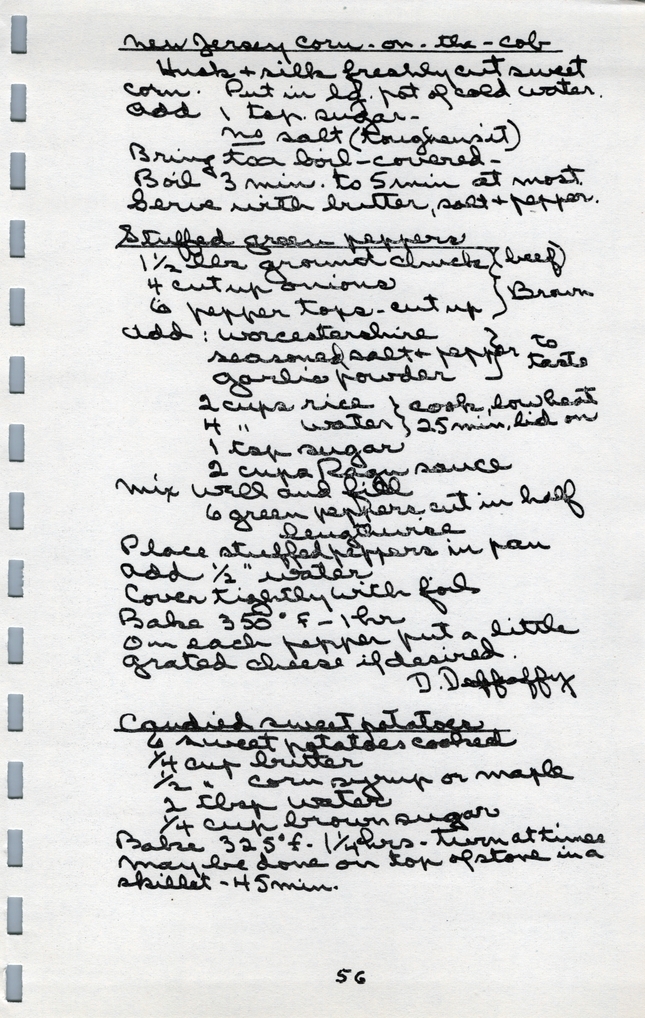 New Jersey corn-on-the-cob
Husk + silk freshly cut sweet
corn. Put in lg. pot of cold water.
Add 1 tsp. sugar-
no salt (toughens it)
Bring to a boil-covered-
Boil 3 min. to 5 min at most.
Serve with butter, salt + pepper.
Stuffed green peppers
1 1/2 lbs ground chuck (beef)
4 cut up onions } Brown
6 pepper tops-cut up
Add: worcestershire
seasoned salt + pepper } to taste
garlic powder
2 cups rice } cook, low heat
4 " water } 25 min, lid on
1 tsp sugar
2 cups Ragu sauce
Mix well and fill
6 green peppers cut in half
lengthwise
Place stuffed peppers in pan
Add 1/2" water
Cover tightly with foil
Bake 350° F - 1 hr
On each pepper put a little
grated cheese if desired.
D. Deffaffy
Candied sweet potatoes
6 sweet potatoes cooked
1/4 cup butter
1/2 " corn syrup or maple
2 tbsp water
1/4 cup brown sugar
Bake 325° f - 1 1/4 hrs - turn at times
May be done on top of stove in a
skillet - 45 min.
56